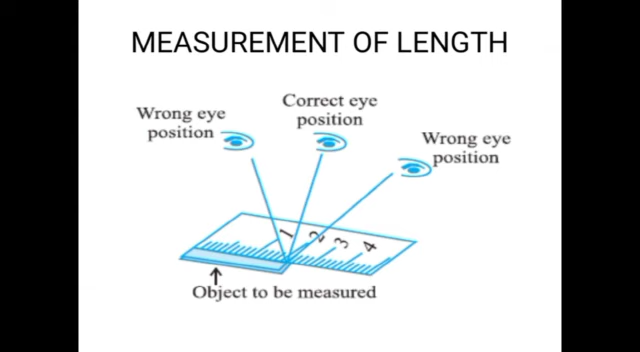 MEASUREMENT OF LENGTH
Correct eye
position
Wrong eye
position
Wrong eye
position
1 2 3 4
Object to be measured